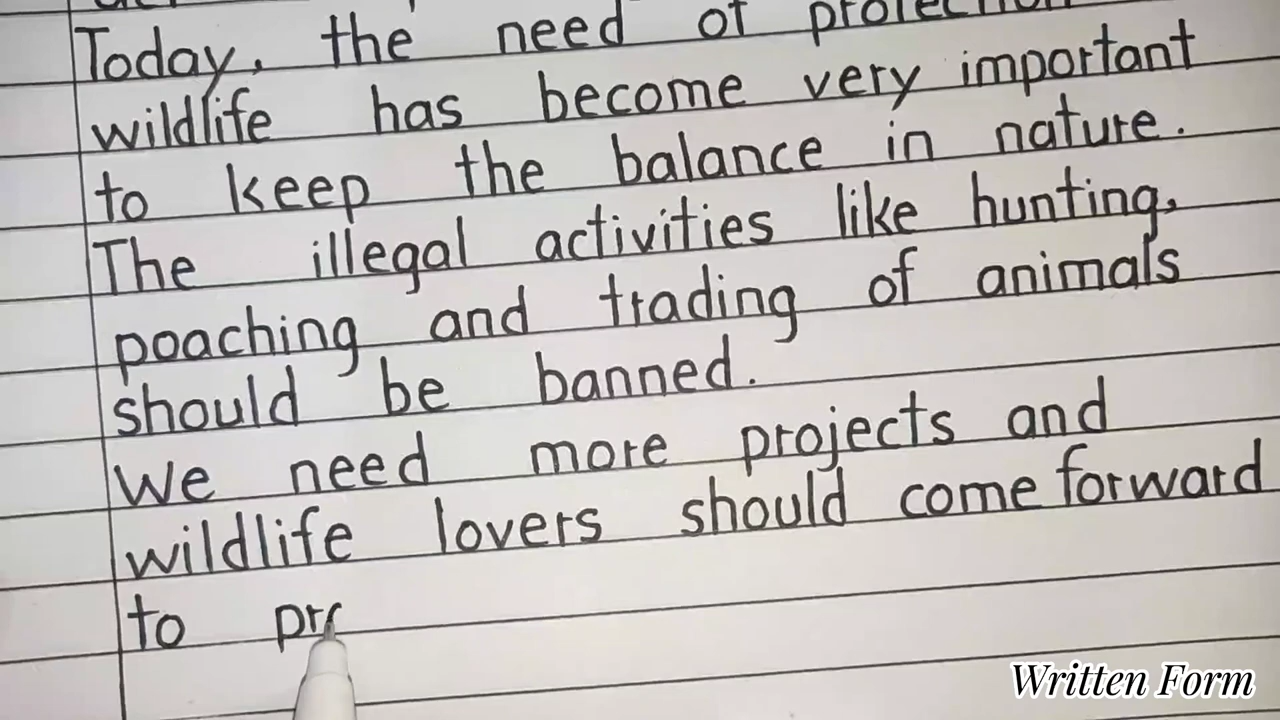 Today, the need of protection
wildlife has become very important
to keep the balance in nature.
The illegal activities like hunting,
poaching and trading of animals
should be banned.
We need more projects and
wildlife lovers should come forward
to pr
Written Form